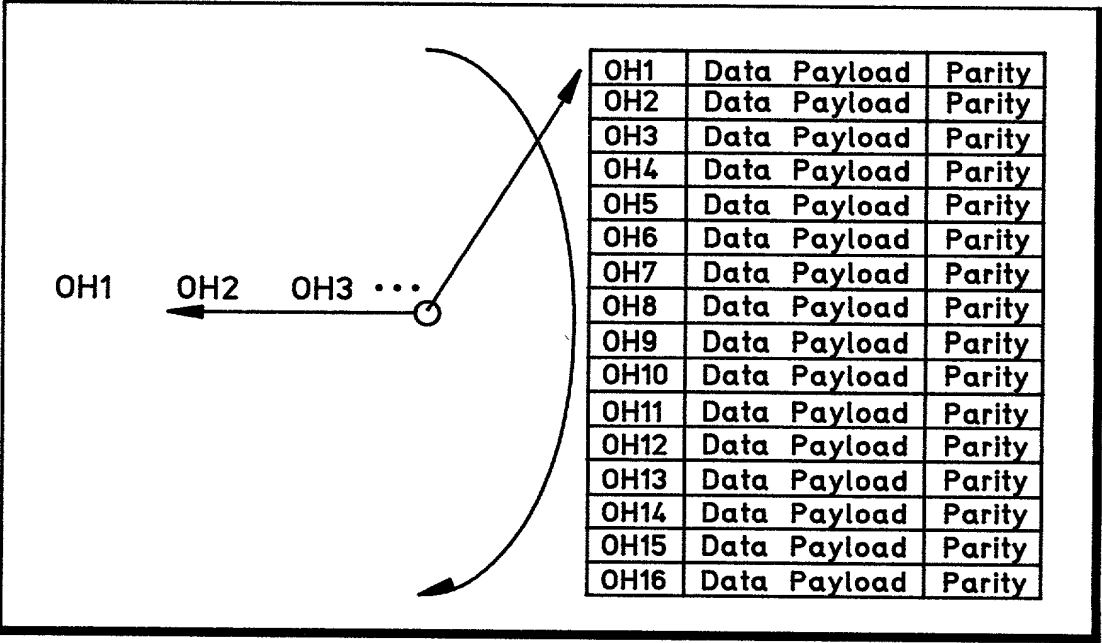 OH1 OH2 OH3 ...
OH1 Data Payload Parity
OH2 Data Payload Parity
OH3 Data Payload Parity
OH4 Data Payload Parity
OH5 Data Payload Parity
OH6 Data Payload Parity
OH7 Data Payload Parity
OH8 Data Payload Parity
OH9 Data Payload Parity
OH10 Data Payload Parity
OH11 Data Payload Parity
OH12 Data Payload Parity
OH13 Data Payload Parity
OH14 Data Payload Parity
OH15 Data Payload Parity
OH16 Data Payload Parity